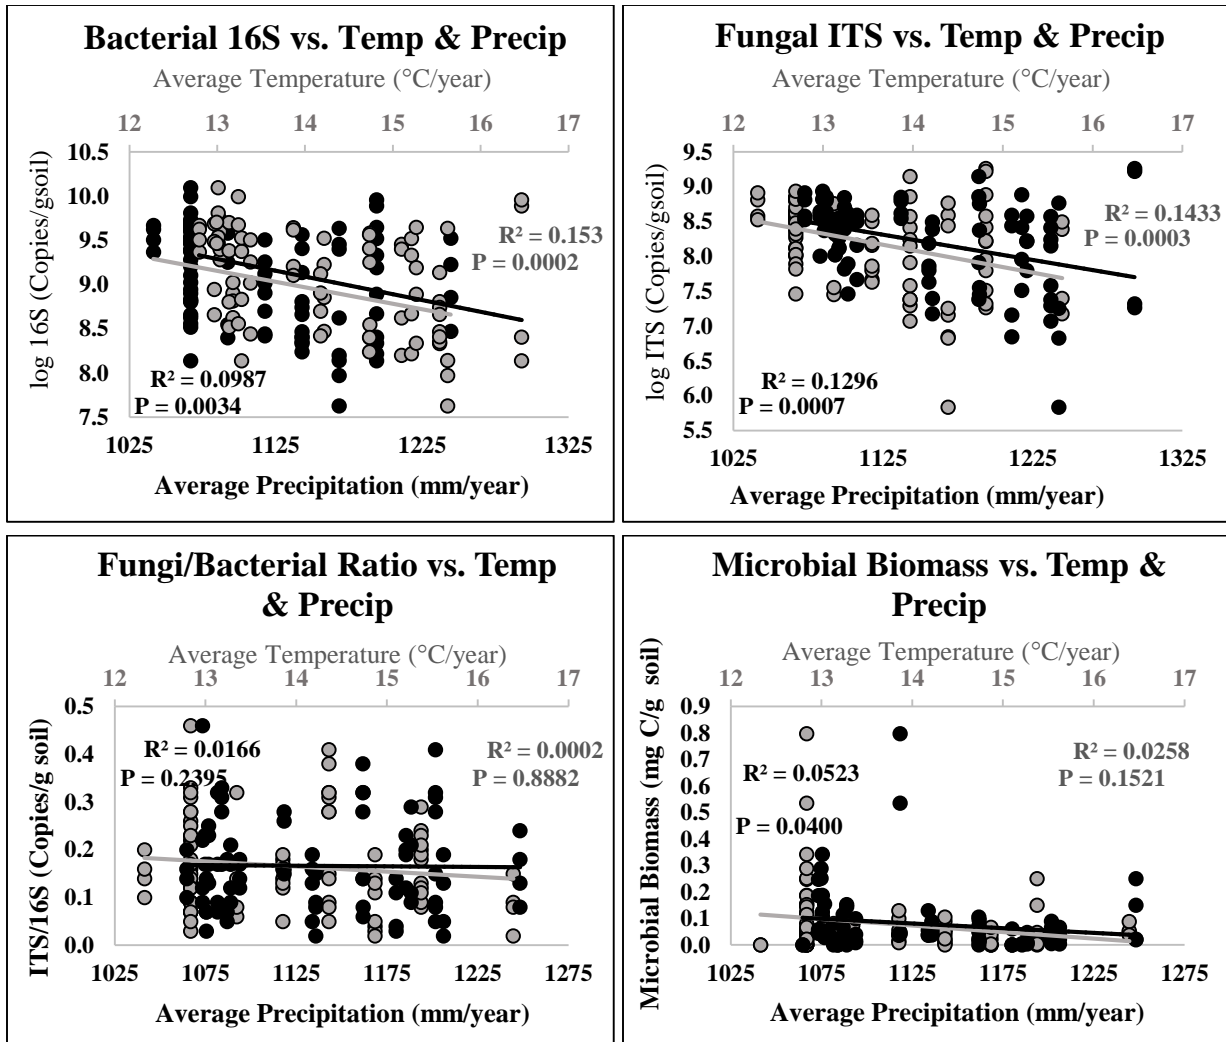 Bacterial 16S vs. Temp & Precip
Average Temperature (°C/year)
12 13 14 15 16 17
log 16S (Copies/gsoil)
10.5
10.0
9.5
9.0
8.5
8.0
7.5
R² = 0.153
P = 0.0002
R² = 0.0987
P = 0.0034
1025 1125 1225 1325
Average Precipitation (mm/year)
Fungal ITS vs. Temp & Precip
Average Temperature (°C/year)
12 13 14 15 16 17
log ITS (Copies/gsoil)
9.5
9.0
8.5
8.0
7.5
7.0
6.5
6.0
5.5
R² = 0.1433
P = 0.0003
R² = 0.1296
P = 0.0007
1025 1125 1225 1325
Average Precipitation (mm/year)
Fungi/Bacterial Ratio vs. Temp
& Precip
Average Temperature (°C/year)
12 13 14 15 16 17
ITS/16S (Copies/g soil)
0.5
0.4
0.3
0.2
0.1
0.0
R² = 0.0166
P = 0.2395
R² = 0.0002
P = 0.8882
1025 1075 1125 1175 1225 1275
Average Precipitation (mm/year)
Microbial Biomass vs. Temp &
Precip
Average Temperature (°C/year)
12 13 14 15 16 17
Microbial Biomass (mg C/g soil)
0.9
0.8
0.7
0.6
0.5
0.4
0.3
0.2
0.1
0.0
R² = 0.0258
P = 0.1521
R² = 0.0523
P = 0.0400
1025 1075 1125 1175 1225 1275
Average Precipitation (mm/year)